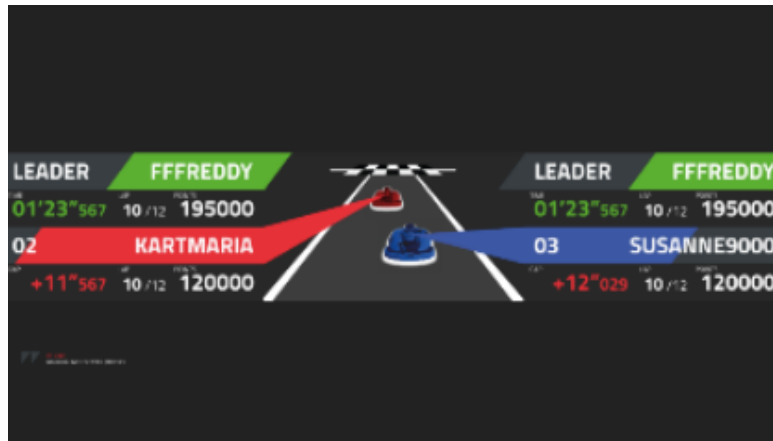 LEADER FFFREDDY
01'23"567 10/12 195000
02 KARTMARIA
+11"567 10/12 120000
LEADER FFFREDDY
01'23"567 10/12 195000
03 SUSANNE9000
+12"029 10/12 120000